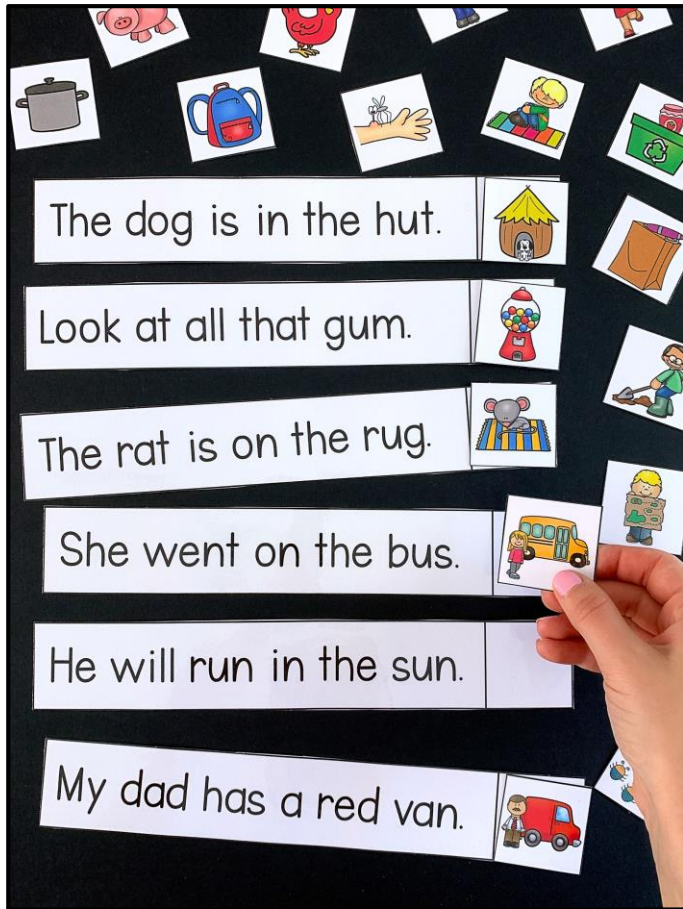 The dog is in the hut.
Look at all that gum.
The rat is on the rug.
She went on the bus.
He will run in the sun.
My dad has a red van.